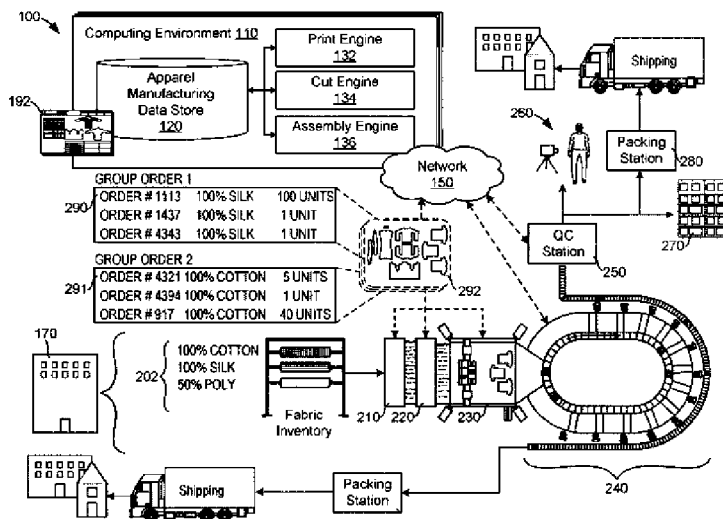 100
Computing Environment 110
Print Engine
132
Apparel
Manufacturing
Data Store
120
Cut Engine
134
Assembly Engine
136
192
Shipping
260
Packing
Station
280
Network
150
GROUP ORDER 1
290
ORDER # 1513 100% SILK 100 UNITS
ORDER # 1437 100% SILK 1 UNIT
ORDER # 4343 100% SILK 1 UNIT
270
QC
Station
250
GROUP ORDER 2
291
ORDER # 4321 100% COTTON 5 UNITS
ORDER # 4394 100% COTTON 1 UNIT
ORDER # 917 100% COTTON 40 UNITS
292
170
202
100% COTTON
100% SILK
50% POLY
Fabric
Inventory
210
220
230
240
Shipping
Packing
Station